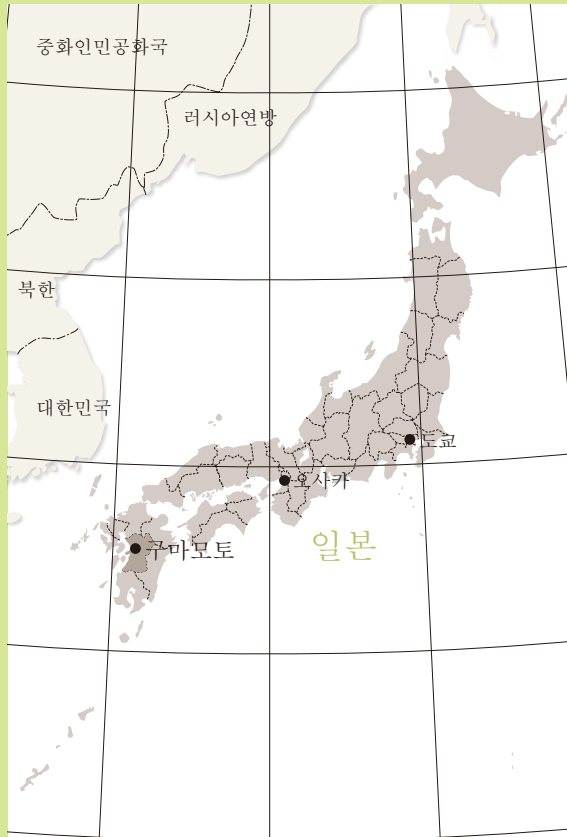 중화인민공화국
러시아연방
북한
대한민국
도쿄
오사카
구마모토
일본